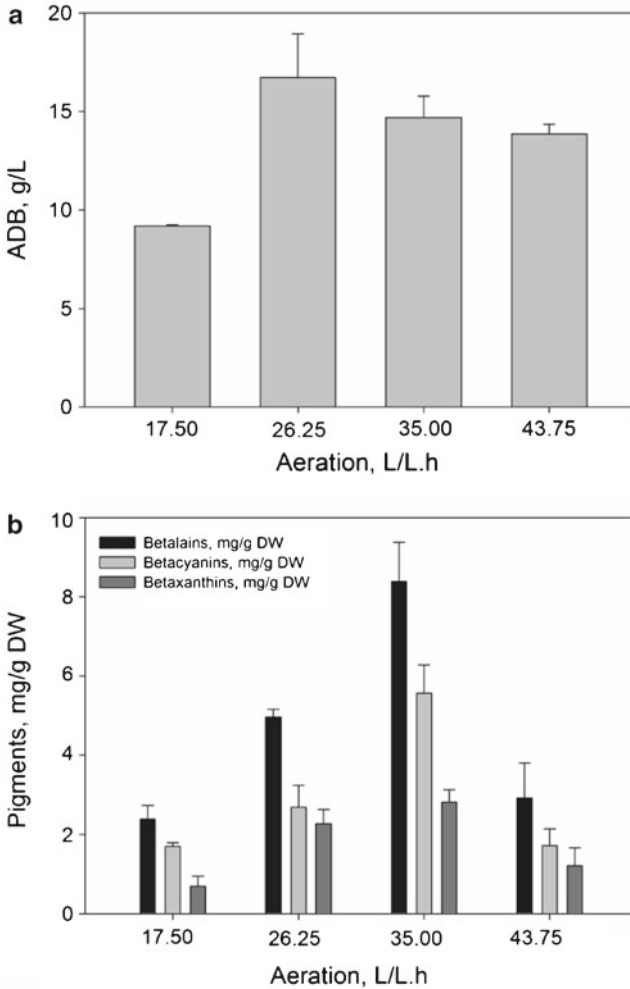 a
ADB, g/L
20
15
10
5
0
17.50 26.25 35.00 43.75
Aeration, L/L.h
b
Pigments, mg/g DW
10
8
6
4
2
0
Betalains, mg/g DW
Betacyanins, mg/g DW
Betaxanthins, mg/g DW
17.50 26.25 35.00 43.75
Aeration, L/L.h